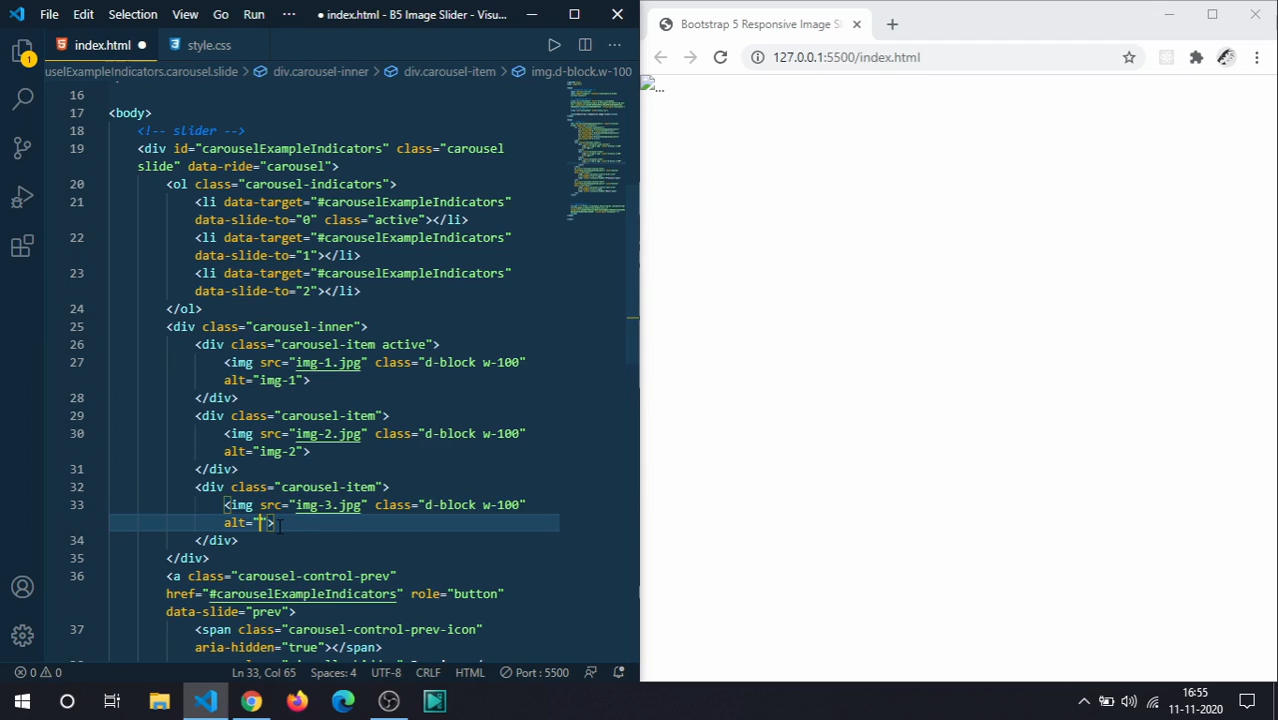 File Edit Selection View Go Run ··· ● index.html - B5 Image Slider - Visu...
index.html ● style.css
uselExampleIndicators.carousel.slide > div.carousel-inner > div.carousel-item > img.d-block.w-100
16
17 <body>
18 <!-- slider -->
19 <div id="carouselExampleIndicators" class="carousel
slide" data-ride="carousel">
20 <ol class="carousel-indicators">
21 <li data-target="#carouselExampleIndicators"
data-slide-to="0" class="active"></li>
22 <li data-target="#carouselExampleIndicators"
data-slide-to="1"></li>
23 <li data-target="#carouselExampleIndicators"
data-slide-to="2"></li>
24 </ol>
25 <div class="carousel-inner">
26 <div class="carousel-item active">
27 <img src="img-1.jpg" class="d-block w-100"
alt="img-1">
28 </div>
29 <div class="carousel-item">
30 <img src="img-2.jpg" class="d-block w-100"
alt="img-2">
31 </div>
32 <div class="carousel-item">
33 <img src="img-3.jpg" class="d-block w-100"
alt="">
34 </div>
35 </div>
36 <a class="carousel-control-prev"
href="#carouselExampleIndicators" role="button"
data-slide="prev">
37 <span class="carousel-control-prev-icon"
aria-hidden="true"></span>
1
0 0 Ln 33, Col 65 Spaces: 4 UTF-8 CRLF HTML Port : 5500
Bootstrap 5 Responsive Image Sl
127.0.0.1:5500/index.html
...
16:55
11-11-2020